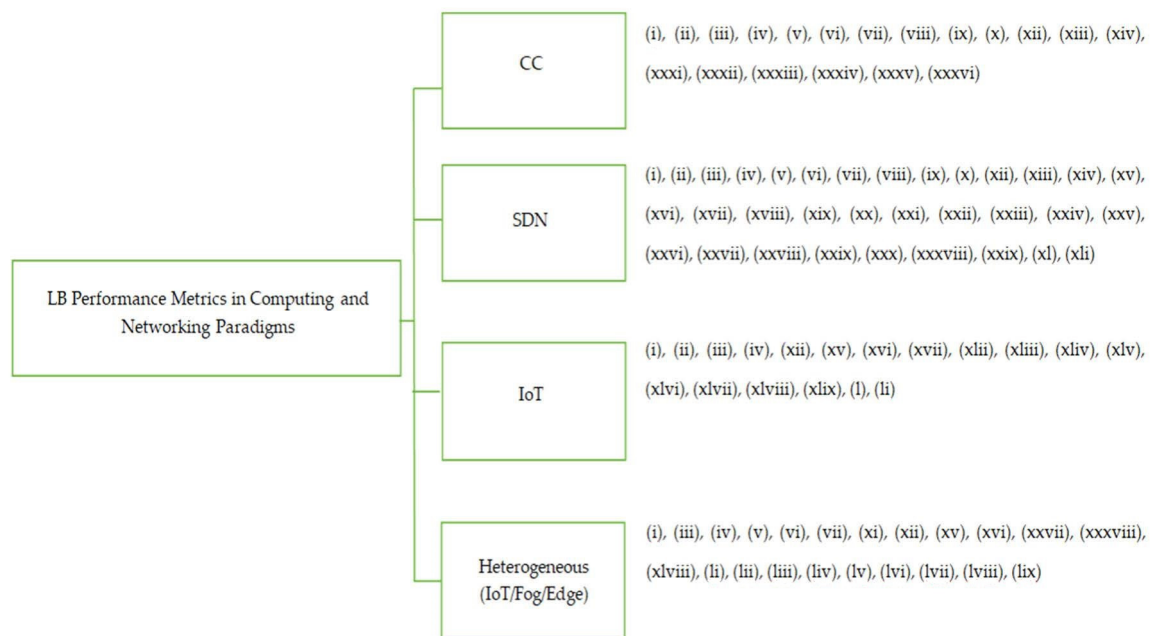 LB Performance Metrics in Computing and
Networking Paradigms
CC
(i), (ii), (iii), (iv), (v), (vi), (vii), (viii), (ix), (x), (xii), (xiii), (xiv),
(xxxi), (xxxii), (xxxiii), (xxxiv), (xxxv), (xxxvi)
SDN
(i), (ii), (iii), (iv), (v), (vi), (vii), (viii), (ix), (x), (xii), (xiii), (xiv), (xv),
(xvi), (xvii), (xviii), (xix), (xx), (xxi), (xxii), (xxiii), (xxiv), (xxv),
(xxvi), (xxvii), (xxviii), (xxix), (xxx), (xxxviii), (xxix), (xl), (xli)
IoT
(i), (ii), (iii), (iv), (xii), (xv), (xvi), (xvii), (xlii), (xliii), (xliv), (xlv),
(xlvi), (xlvii), (xlviii), (xlix), (l), (li)
Heterogeneous
(IoT/Fog/Edge)
(i), (iii), (iv), (v), (vi), (vii), (xi), (xii), (xv), (xvi), (xxvii), (xxxviii),
(xlviii), (li), (lii), (liii), (liv), (lv), (lvi), (lvii), (lviii), (lix)